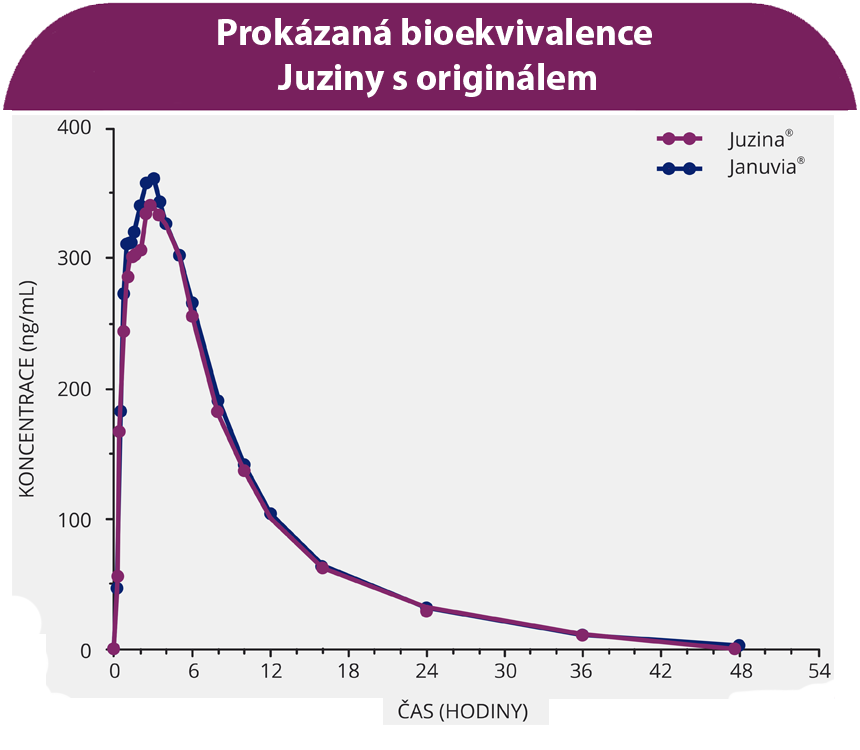 Prokázaná bioekvivalence
Juziny s originálem
400
300
200
100
0
KONCENTRACE (ng/mL)
Juzina®
Januvia®
0 6 12 18 24 30 36 42 48 54
ČAS (HODINY)